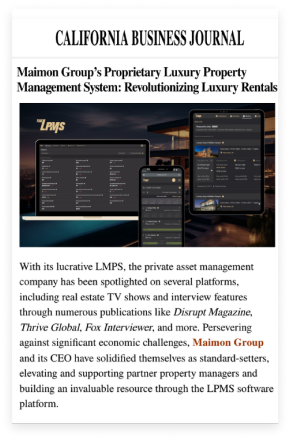 CALIFORNIA BUSINESS JOURNAL
Maimon Group's Proprietary Luxury Property
Management System: Revolutionizing Luxury Rentals
THE LPMS
With its lucrative LMPS, the private asset management
company has been spotlighted on several platforms,
including real estate TV shows and interview features
through numerous publications like Disrupt Magazine,
Thrive Global, Fox Interviewer, and more. Persevering
against significant economic challenges, Maimon Group
and its CEO have solidified themselves as standard-setters,
elevating and supporting partner property managers and
building an invaluable resource through the LPMS software
platform.